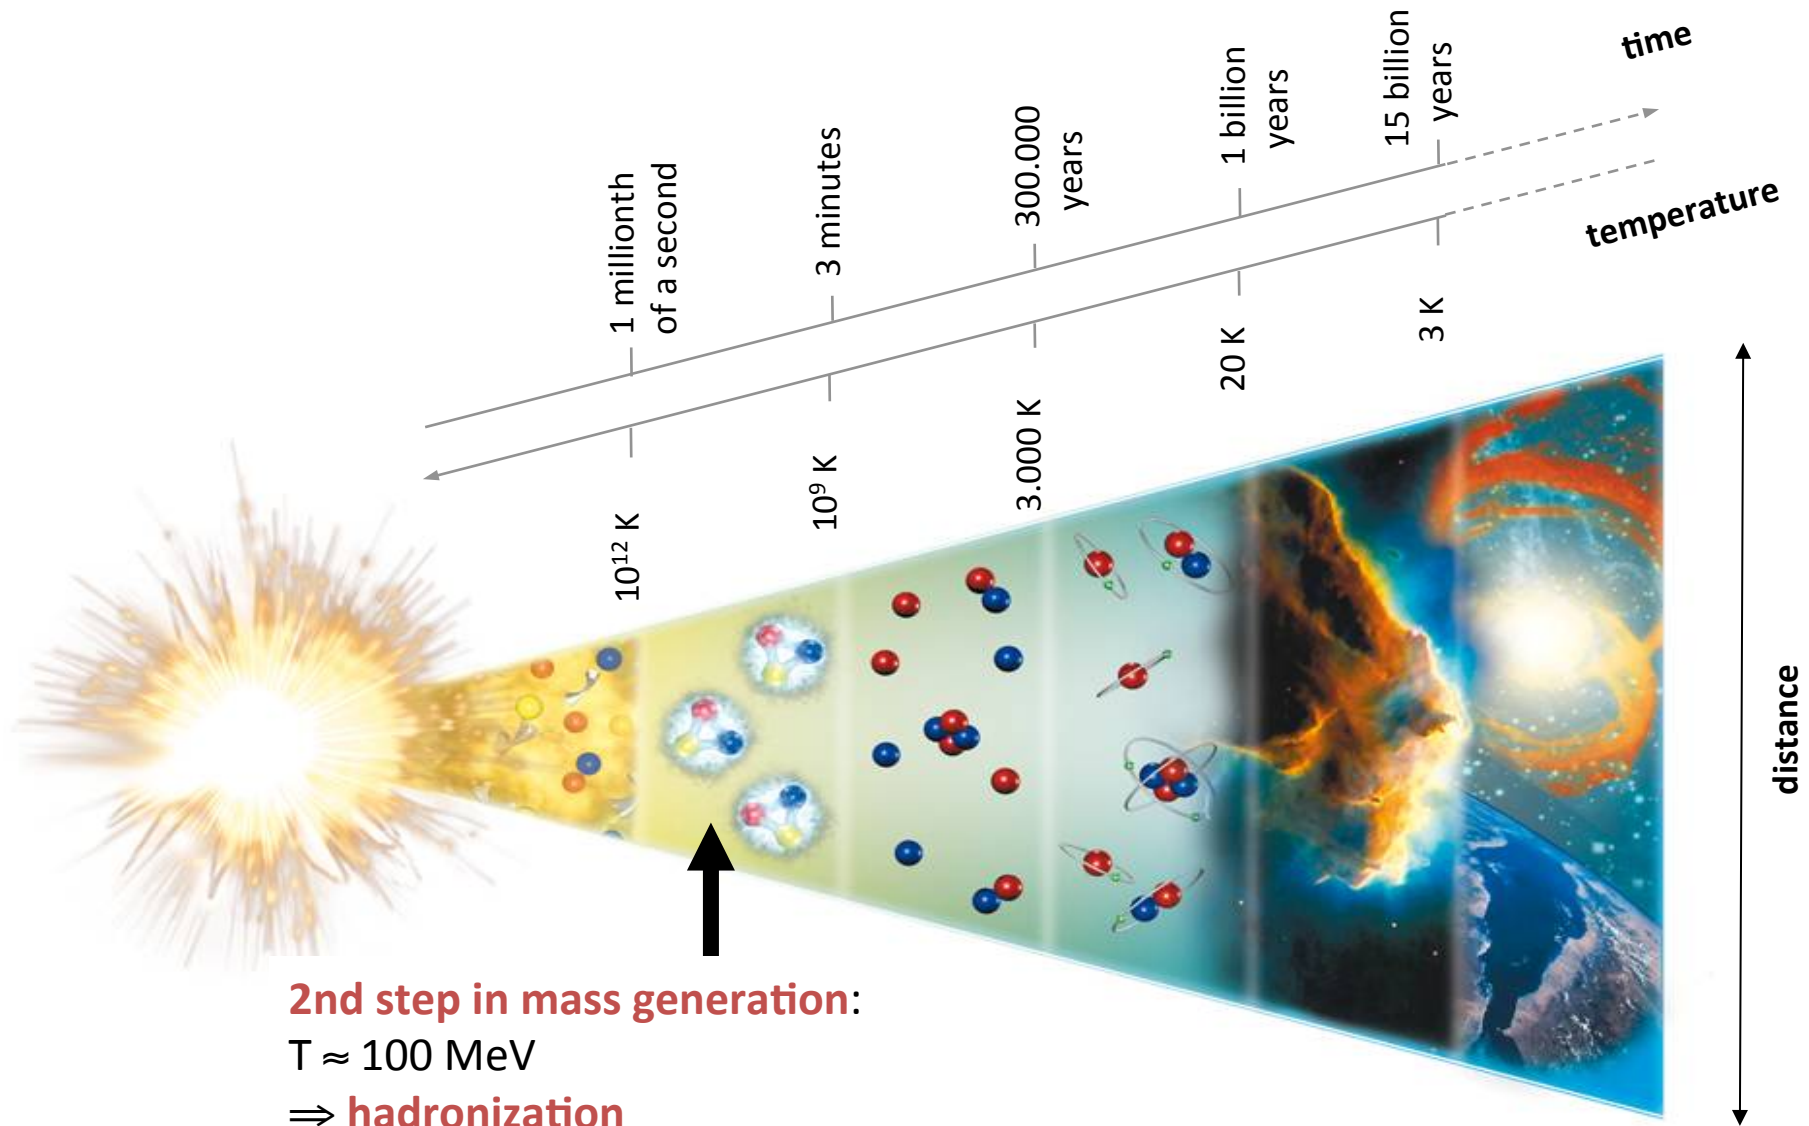 time
temperature
1 millionth
of a second
3 minutes
300.000
years
1 billion
years
15 billion
years
10¹² K
10⁹ K
3.000 K
20 K
3 K
distance
2nd step in mass generation:
T ≈ 100 MeV
⇒ hadronization